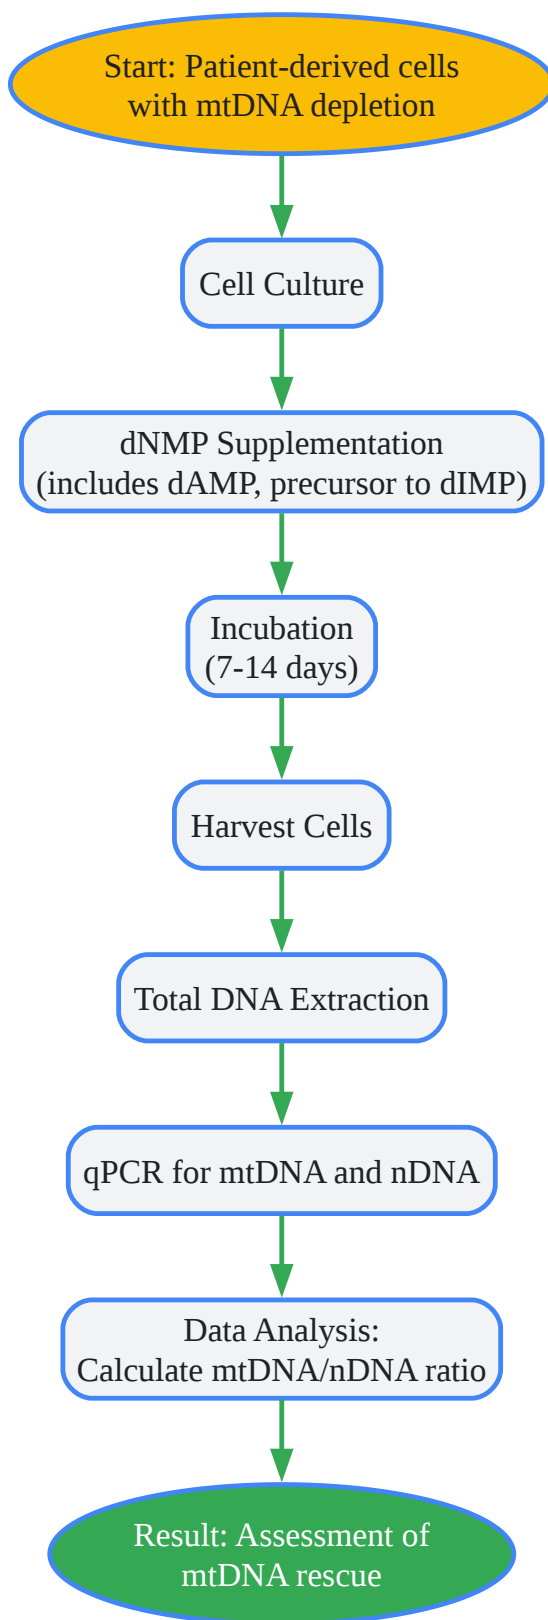 Start: Patient-derived cells
with mtDNA depletion
Cell Culture
dNMP Supplementation
(includes dAMP, precursor to dIMP)
Incubation
(7-14 days)
Harvest Cells
Total DNA Extraction
qPCR for mtDNA and nDNA
Data Analysis:
Calculate mtDNA/nDNA ratio
Result: Assessment of
mtDNA rescue